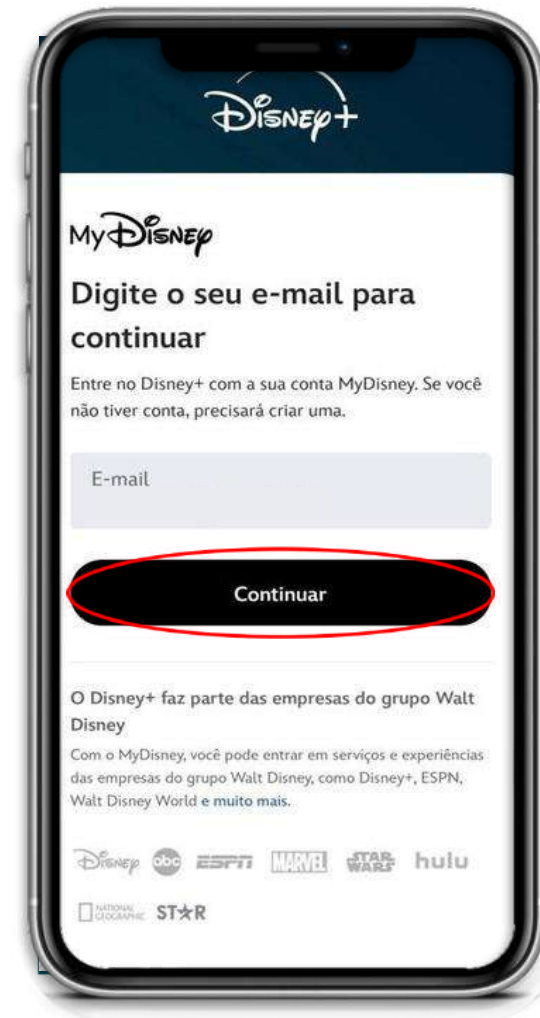 Disney+
MyDisney
Digite o seu e-mail para
continuar
Entre no Disney+ com a sua conta MyDisney. Se você
não tiver conta, precisará criar uma.
E-mail
Continuar
O Disney+ faz parte das empresas do grupo Walt
Disney
Com o MyDisney, você pode entrar em serviços e experiências
das empresas do grupo Walt Disney, como Disney+, ESPN,
Walt Disney World e muito mais.
Disney abc ESPN MARVEL STAR WARS hulu
NATIONAL GEOGRAPHIC ST★R